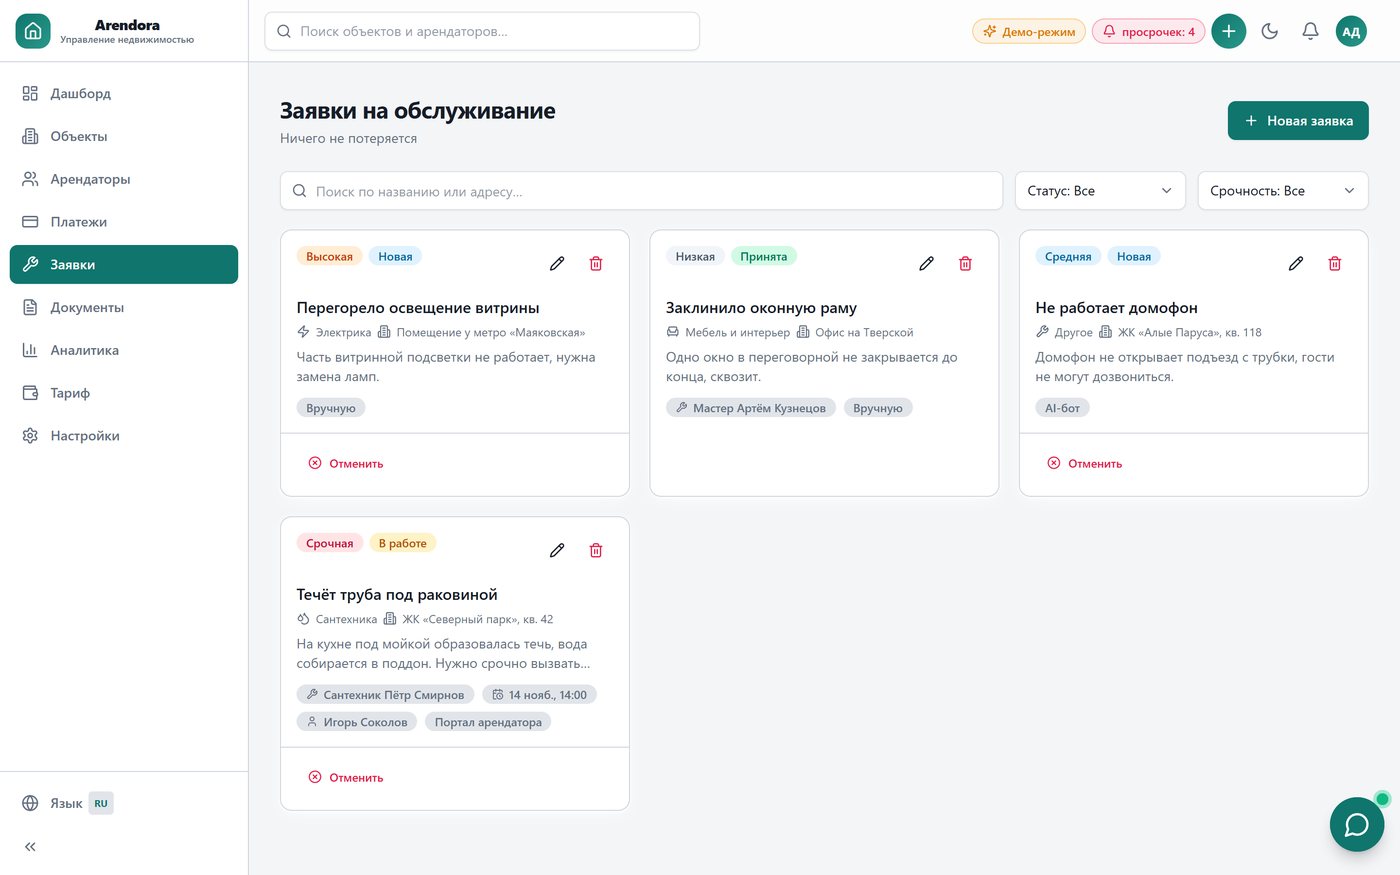 Arendora
Управление недвижимостью
Поиск объектов и арендаторов...
Демо-режим
просрочек: 4
АД
Дашборд
Объекты
Арендаторы
Платежи
Заявки
Документы
Аналитика
Тариф
Настройки
Язык RU
Заявки на обслуживание
Ничего не потеряется
Новая заявка
Поиск по названию или адресу...
Статус: Все
Срочность: Все
Высокая Новая
Перегорело освещение витрины
Электрика Помещение у метро «Маяковская»
Часть витринной подсветки не работает, нужна
замена ламп.
Вручную
Отменить
Низкая Принята
Заклинило оконную раму
Мебель и интерьер Офис на Тверской
Одно окно в переговорной не закрывается до
конца, сквозит.
Мастер Артём Кузнецов Вручную
Средняя Новая
Не работает домофон
Другое ЖК «Алые Паруса», кв. 118
Домофон не открывает подъезд с трубки, гости
не могут дозвониться.
AI-бот
Отменить
Срочная В работе
Течёт труба под раковиной
Сантехника ЖК «Северный парк», кв. 42
На кухне под мойкой образовалась течь, вода
собирается в поддон. Нужно срочно вызвать...
Сантехник Пётр Смирнов 14 нояб., 14:00
Игорь Соколов Портал арендатора
Отменить